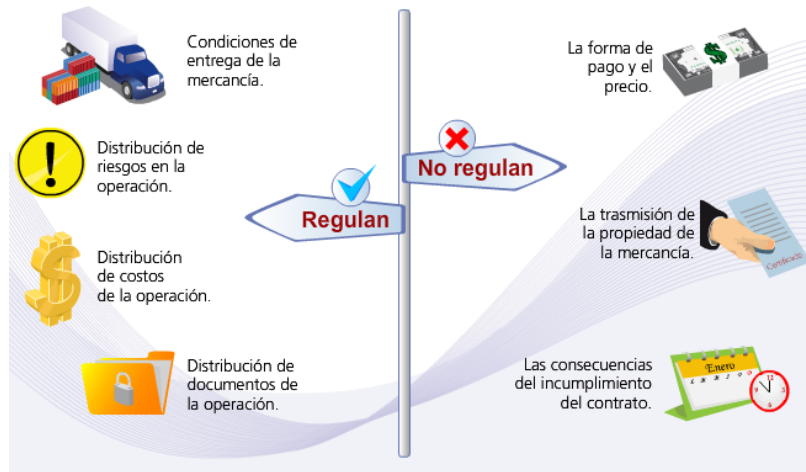 Condiciones de
entrega de la
mercancía.
Distribución de
riesgos en la
operación.
Distribución
de costos
de la operación.
Distribución de
documentos de
la operación.
Regulan
No regulan
La forma de
pago y el
precio.
La trasmisión de
la propiedad de
la mercancía.
Certificado
Las consecuencias
del incumplimiento
del contrato.
Enero